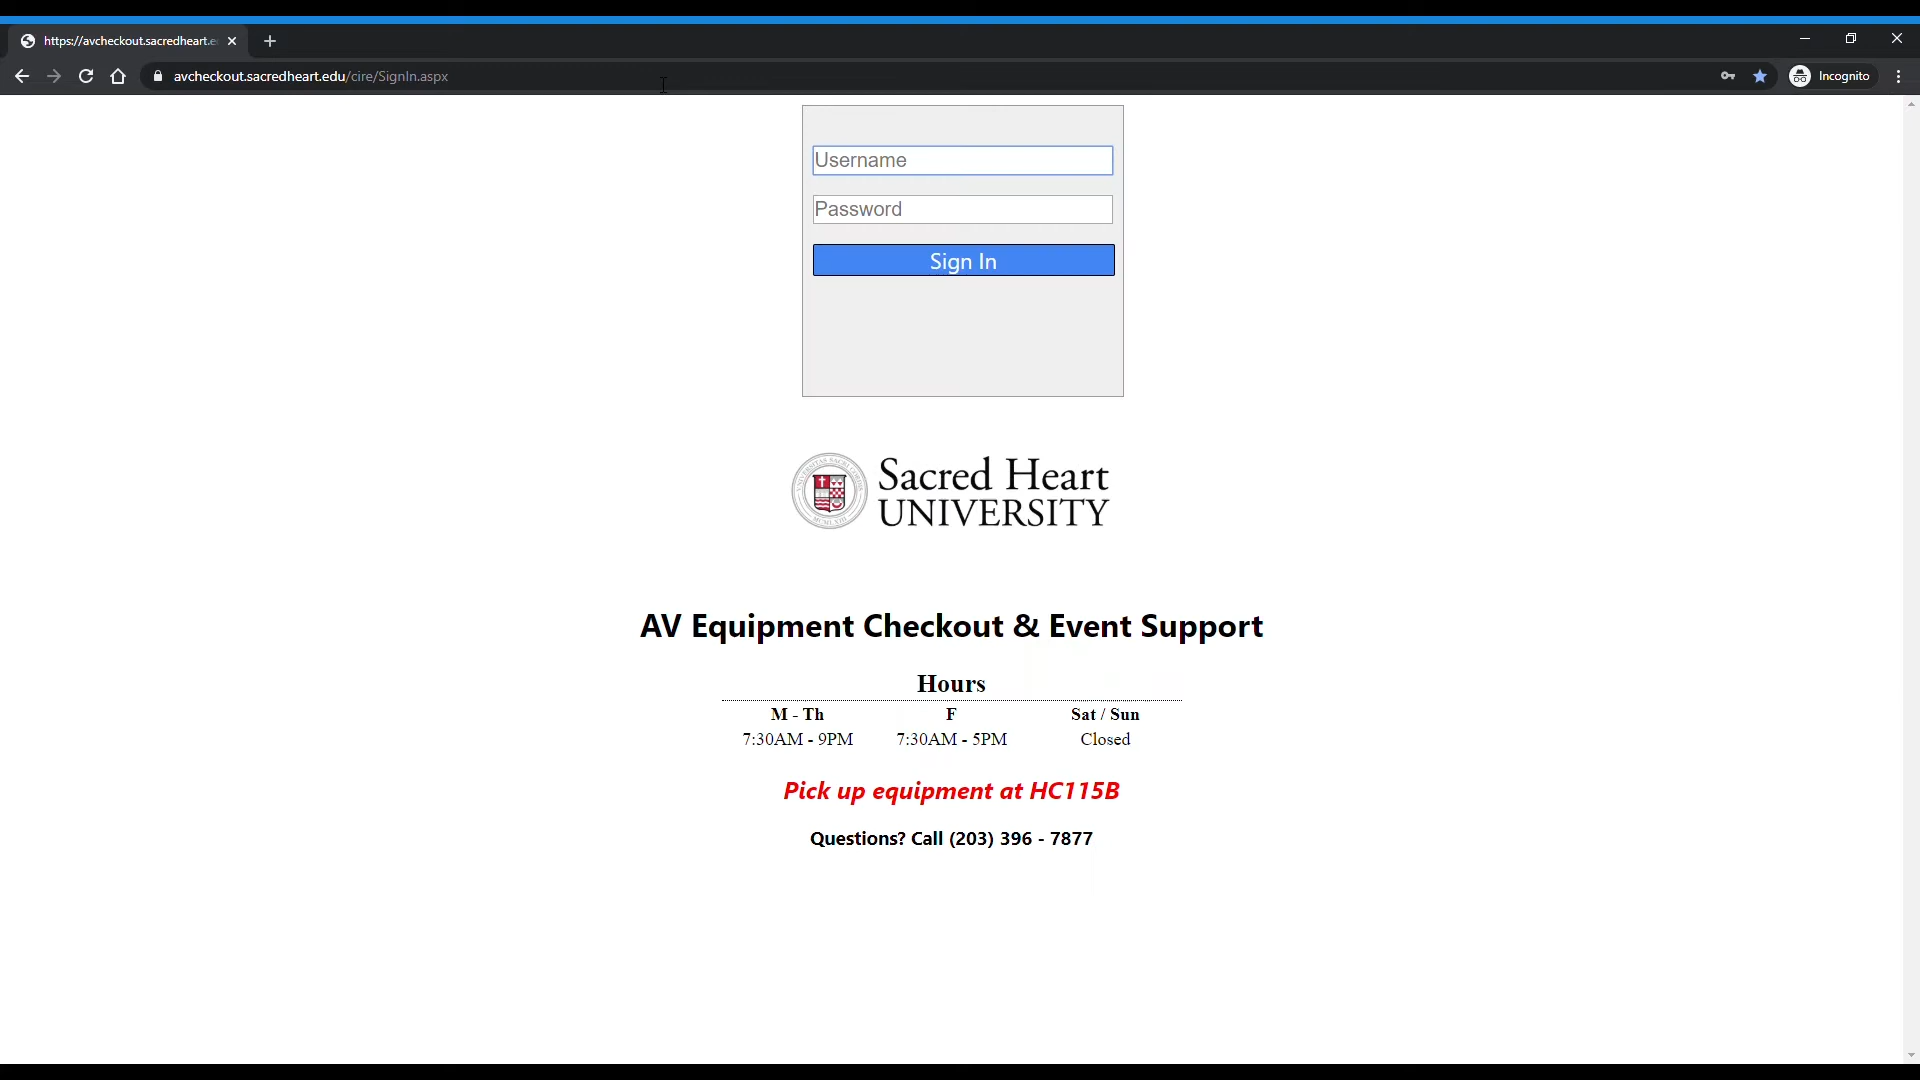 https://avcheckout.sacredheart.e
avcheckout.sacredheart.edu/cire/SignIn.aspx
Incognito
Username
Password
Sign In
Sacred Heart
UNIVERSITY
AV Equipment Checkout & Event Support
Hours
M - Th F Sat / Sun
7:30AM - 9PM 7:30AM - 5PM Closed
Pick up equipment at HC115B
Questions? Call (203) 396 - 7877